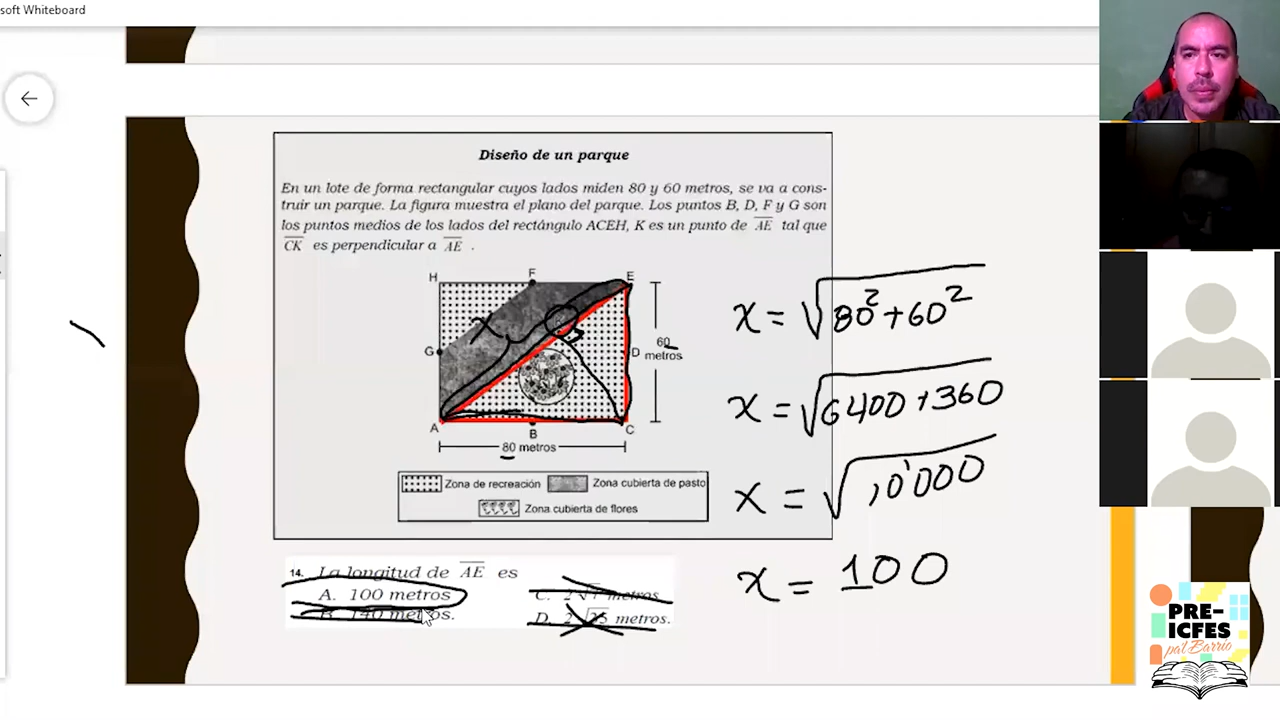 soft Whiteboard
Diseño de un parque
En un lote de forma rectangular cuyos lados miden 80 y 60 metros, se va a cons-
truir un parque. La figura muestra el plano del parque. Los puntos B, D, F y G son
los puntos medios de los lados del rectángulo ACEH, K es un punto de AE tal que
CK es perpendicular a AE .
H
F
E
x
G
D
60
metros
A
B
C
80 metros
Zona de recreación
Zona cubierta de pasto
Zona cubierta de flores
x = √80²+60²
x = √6400+360
x = √10'000
x = 100
14. La longitud de AE es
A. 100 metros
B. 140 metros.
C. metros
D. metros.
PRE-
ICFES
pa'l Barrio